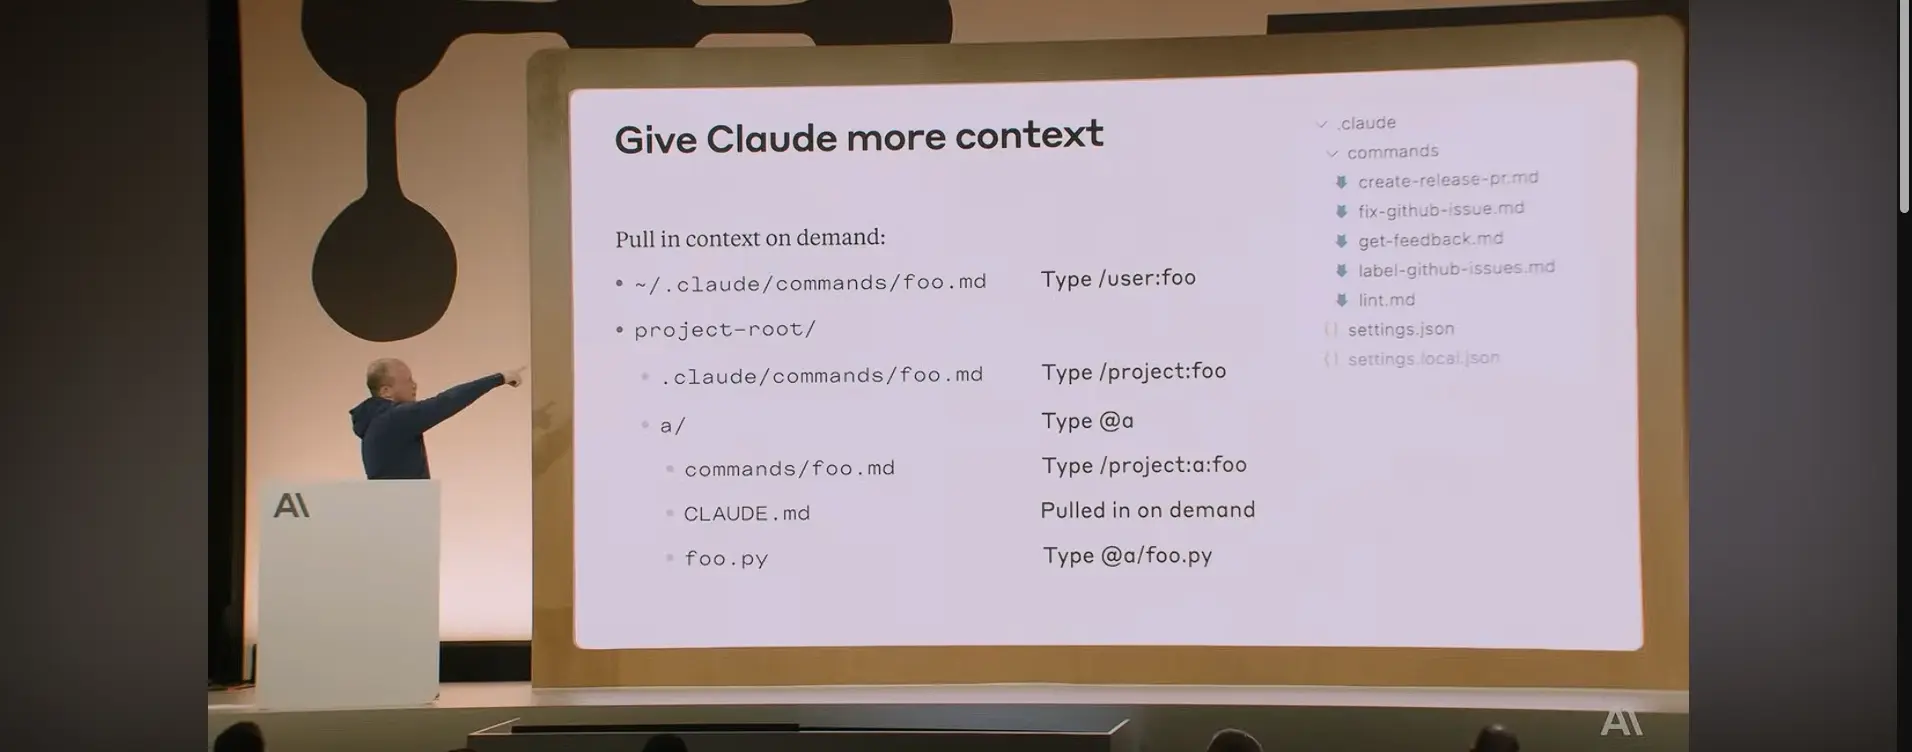 Give Claude more context
Pull in context on demand:
• ~/.claude/commands/foo.md Type /user:foo
• project-root/
• .claude/commands/foo.md Type /project:foo
• a/ Type @a
• commands/foo.md Type /project:a:foo
• CLAUDE.md Pulled in on demand
• foo.py Type @a/foo.py
.claude
commands
create-release-pr.md
fix-github-issue.md
get-feedback.md
label-github-issues.md
lint.md
{} settings.json
{} settings.local.json
A\
A\